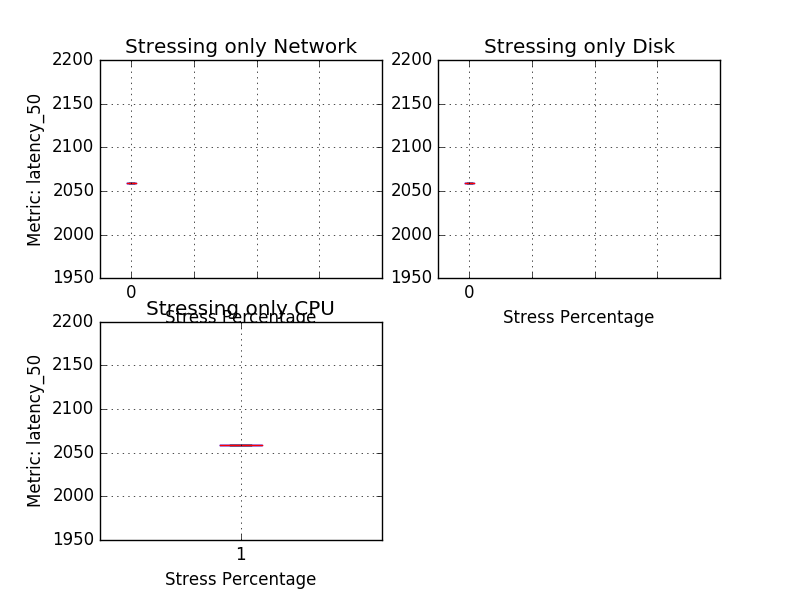 Stressing only Network
2200
2150
2100
2050
2000
1950
Metric: latency_50
0
Stress Percentage
Stressing only Disk
2200
2150
2100
2050
2000
1950
0
Stress Percentage
Stressing only CPU
2200
2150
2100
2050
2000
1950
Metric: latency_50
1
Stress Percentage